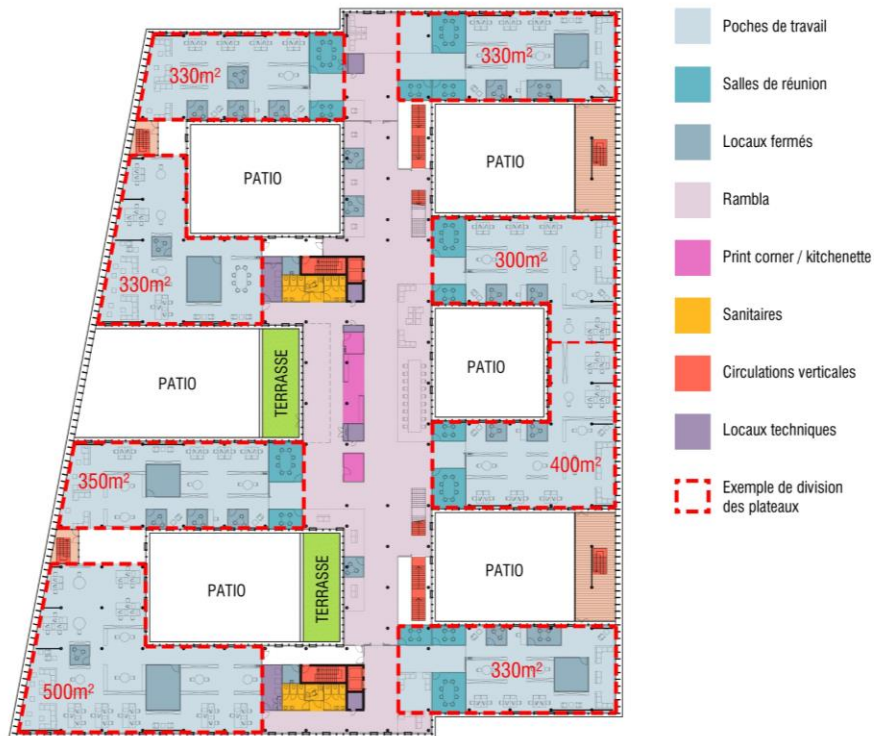 330m²
330m²
PATIO
PATIO
300m²
330m²
PATIO
TERRASSE
PATIO
350m²
400m²
PATIO
TERRASSE
PATIO
500m²
330m²
Poches de travail
Salles de réunion
Locaux fermés
Rambla
Print corner / kitchenette
Sanitaires
Circulations verticales
Locaux techniques
Exemple de division
des plateaux